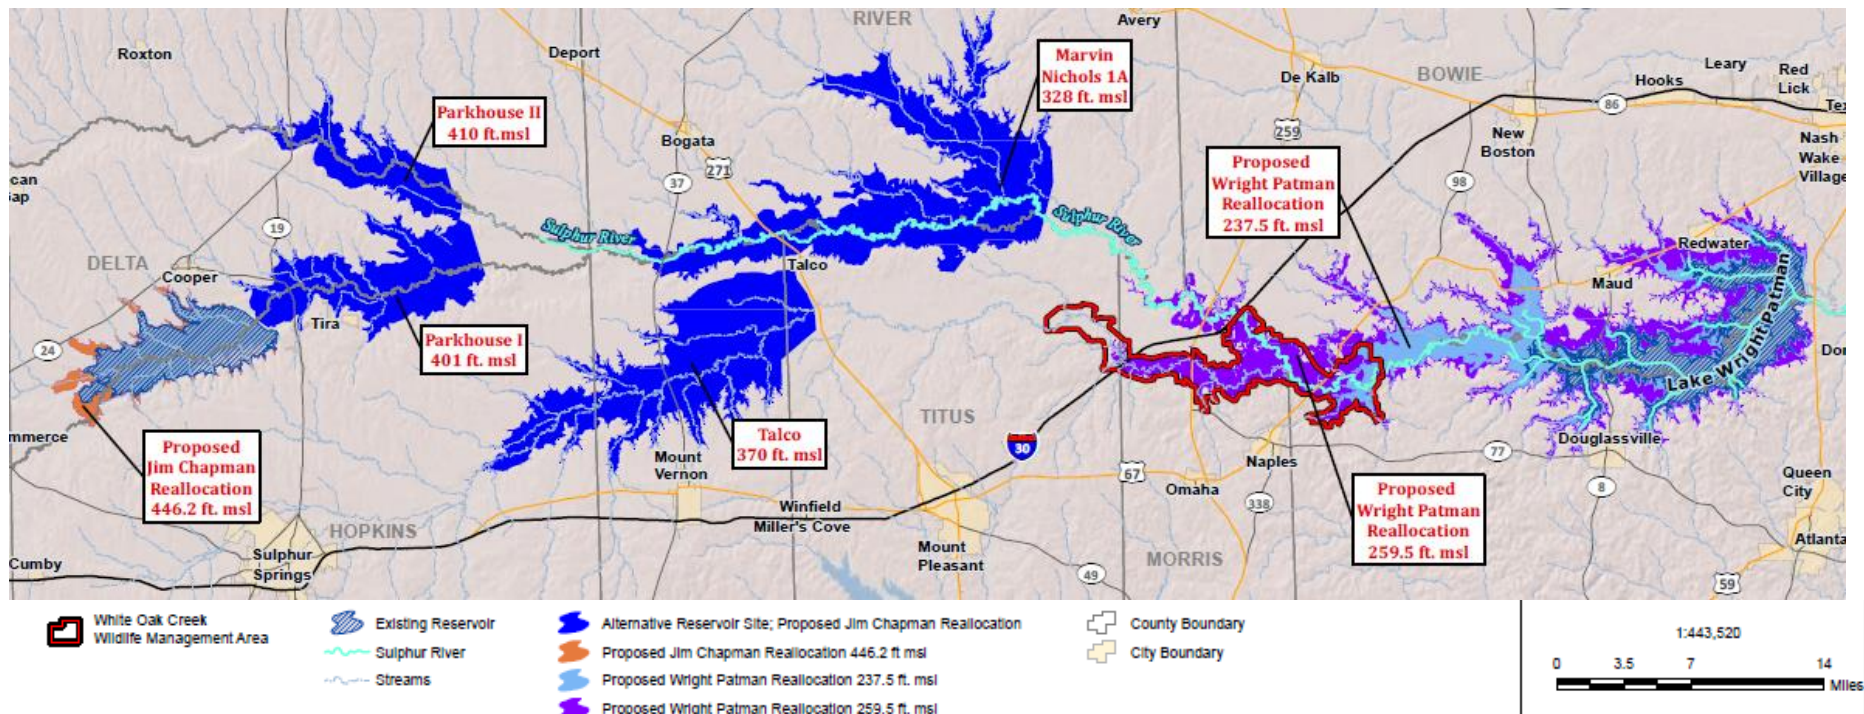 RIVER
Avery
Roxton
Deport
Marvin
Nichols 1A
328 ft. msl
De Kalb
BOWIE
Hooks
Leary
Red
Lick
86
Parkhouse II
410 ft.msl
Bogata
271
37
259
New
Boston
Nash
Wake
Village
Proposed
Wright Patman
Reallocation
237.5 ft. msl
98
19
Sulphur River
Sulphur River
Redwater
DELTA
Cooper
Talco
Maud
Tira
Parkhouse I
401 ft. msl
24
Lake Wright Patman
TITUS
Talco
370 ft. msl
Proposed
Jim Chapman
Reallocation
446.2 ft. msl
Mount
Vernon
30
67
Omaha
Naples
77
Douglassville
8
Queen
City
338
Proposed
Wright Patman
Reallocation
259.5 ft. msl
HOPKINS
Winfield
Miller's Cove
Sulphur
Springs
Cumby
Mount
Pleasant
MORRIS
49
59
Atlanta
White Oak Creek
Wildlife Management Area
Existing Reservoir
Sulphur River
Streams
Alternative Reservoir Site; Proposed Jim Chapman Reallocation
Proposed Jim Chapman Reallocation 446.2 ft msl
Proposed Wright Patman Reallocation 237.5 ft. msl
Proposed Wright Patman Reallocation 259.5 ft. msl
County Boundary
City Boundary
1:443,520
0 3.5 7 14
Miles